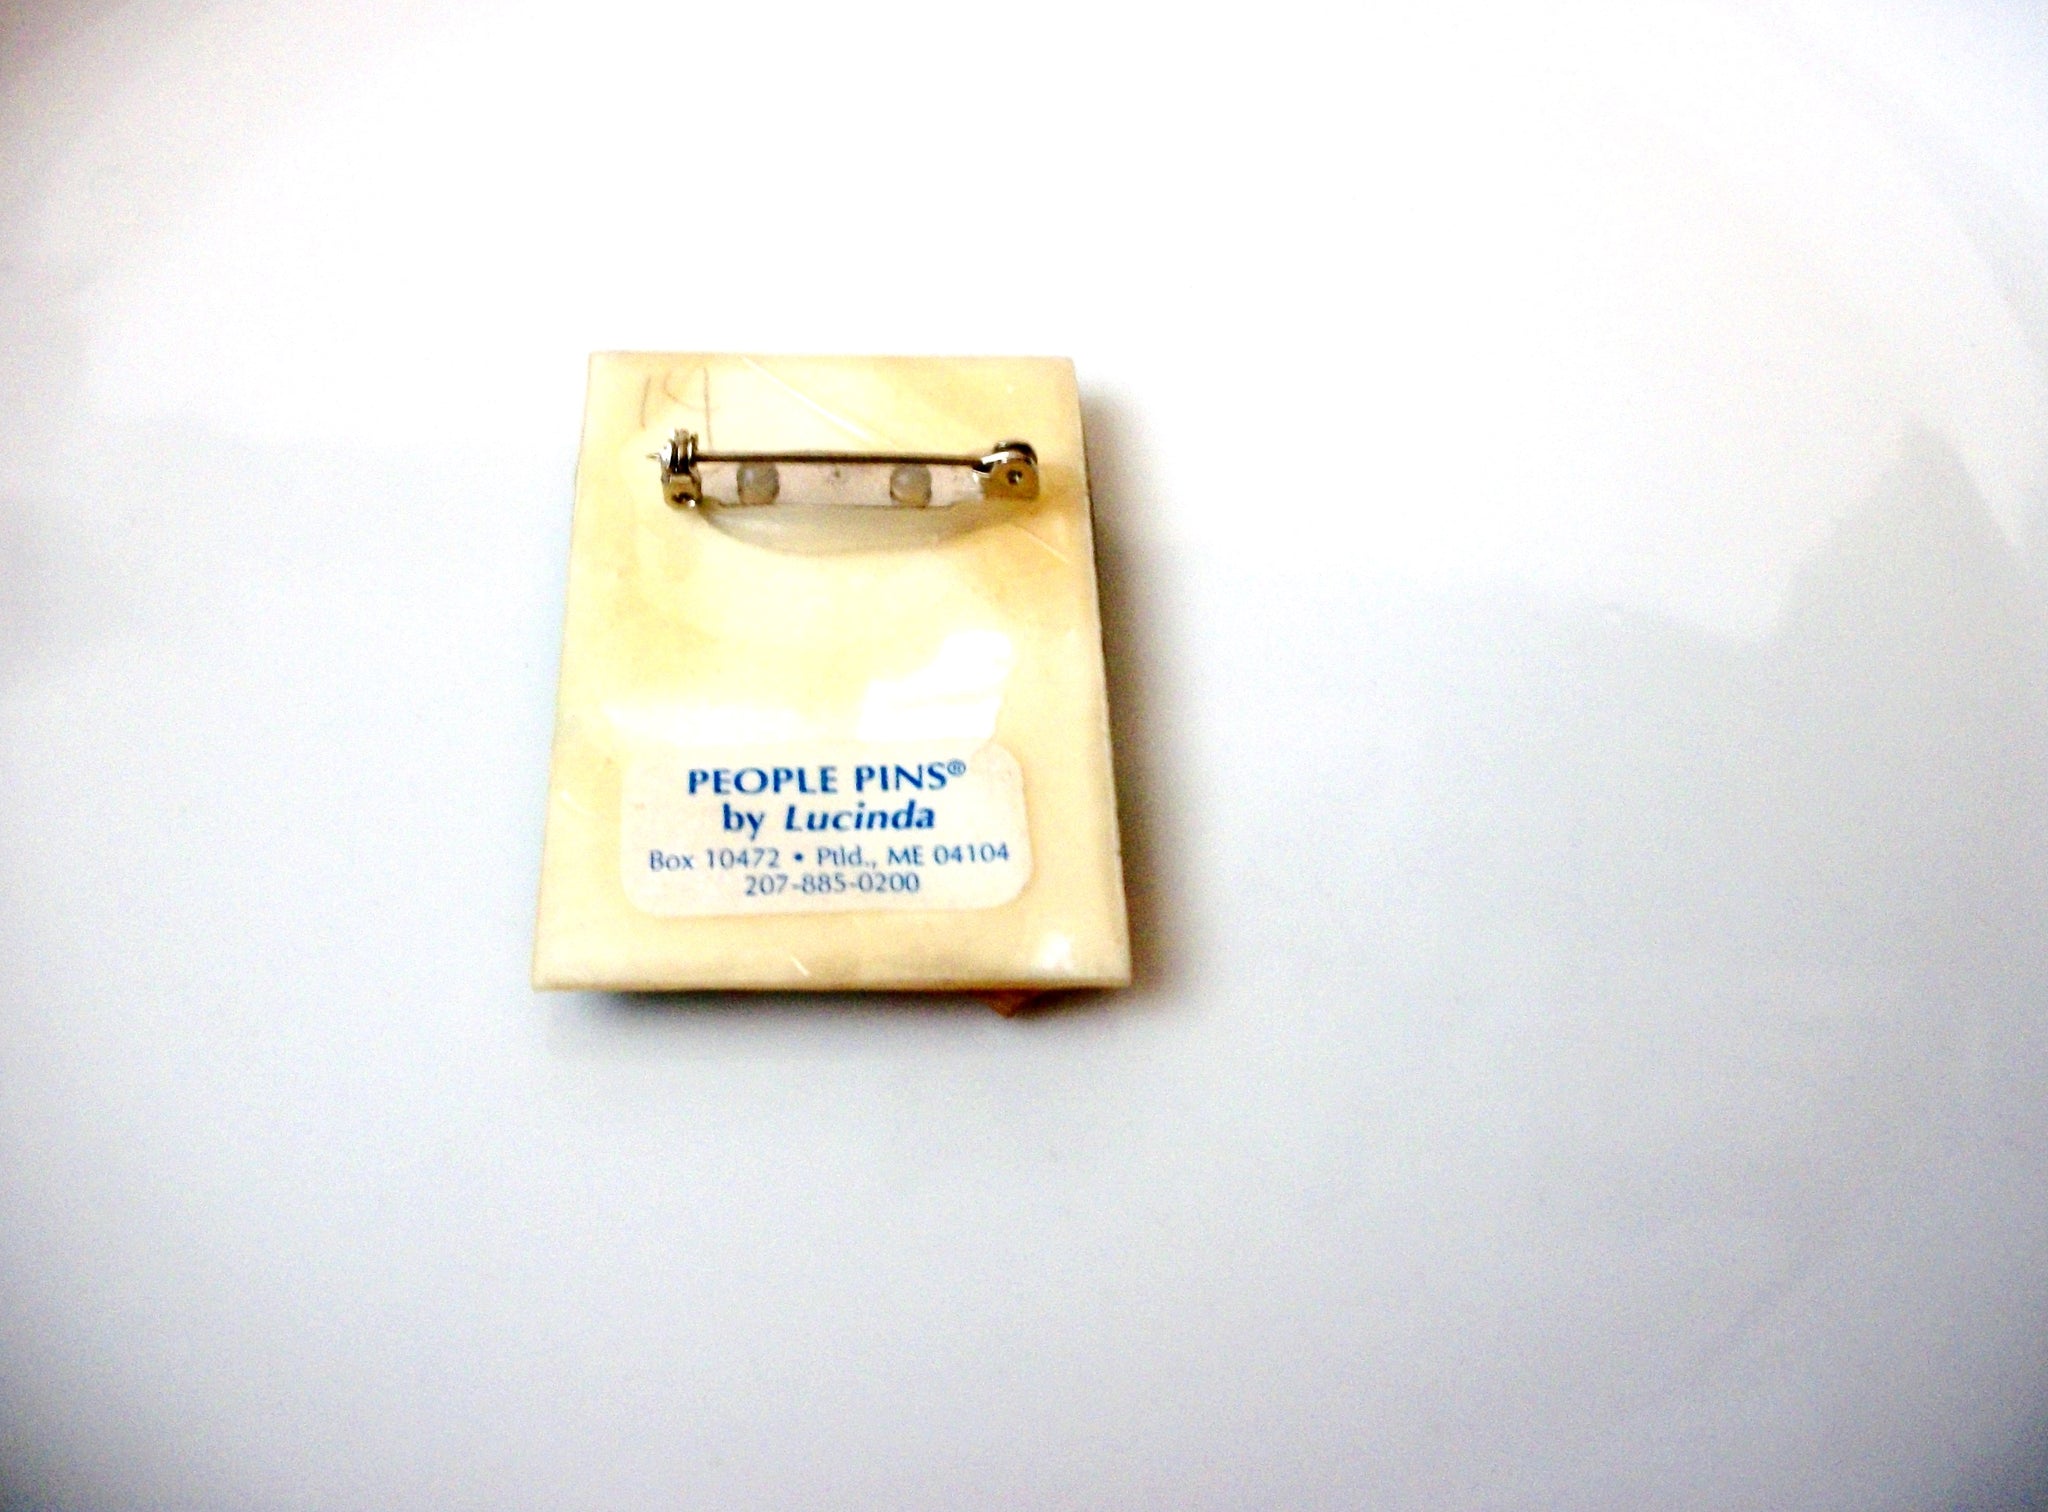 PEOPLE PINS®
by Lucinda
Box 10472 • Ptld., ME 04104
207-885-0200